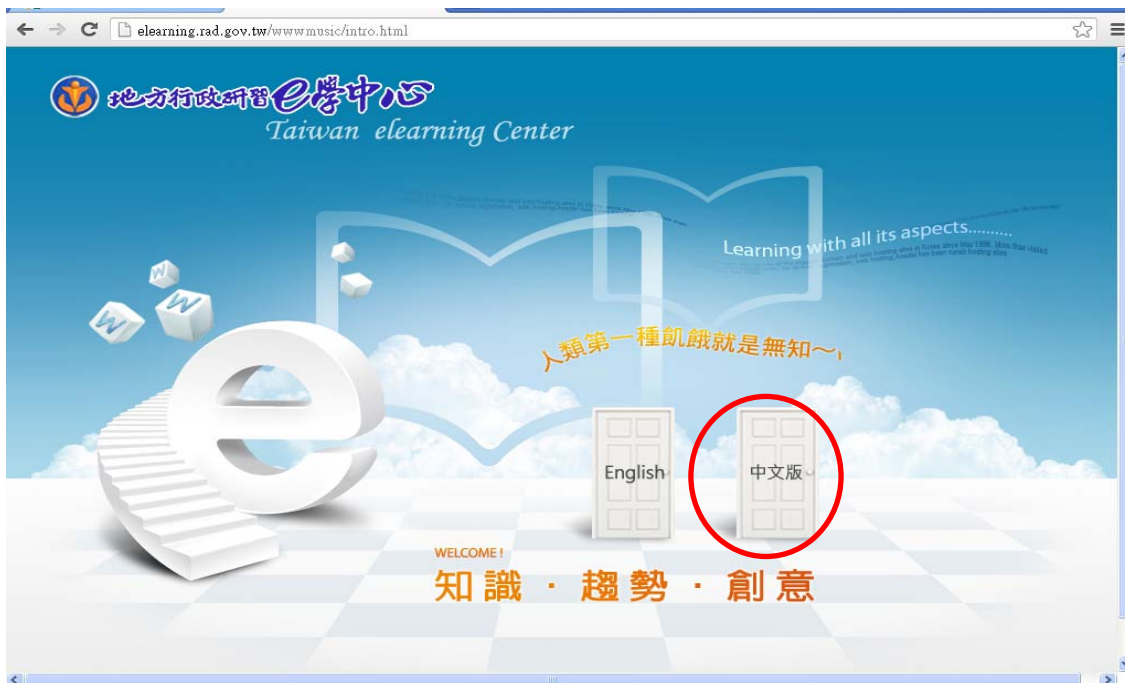 elearning.rad.gov.tw/wwwmusic/intro.html
地方行政研習e學中心
Taiwan elearning Center
Learning with all its aspects..........
W
W
W
e
人類第一種飢餓就是無知～、
English
中文版
WELCOME!
知識·趨勢·創意